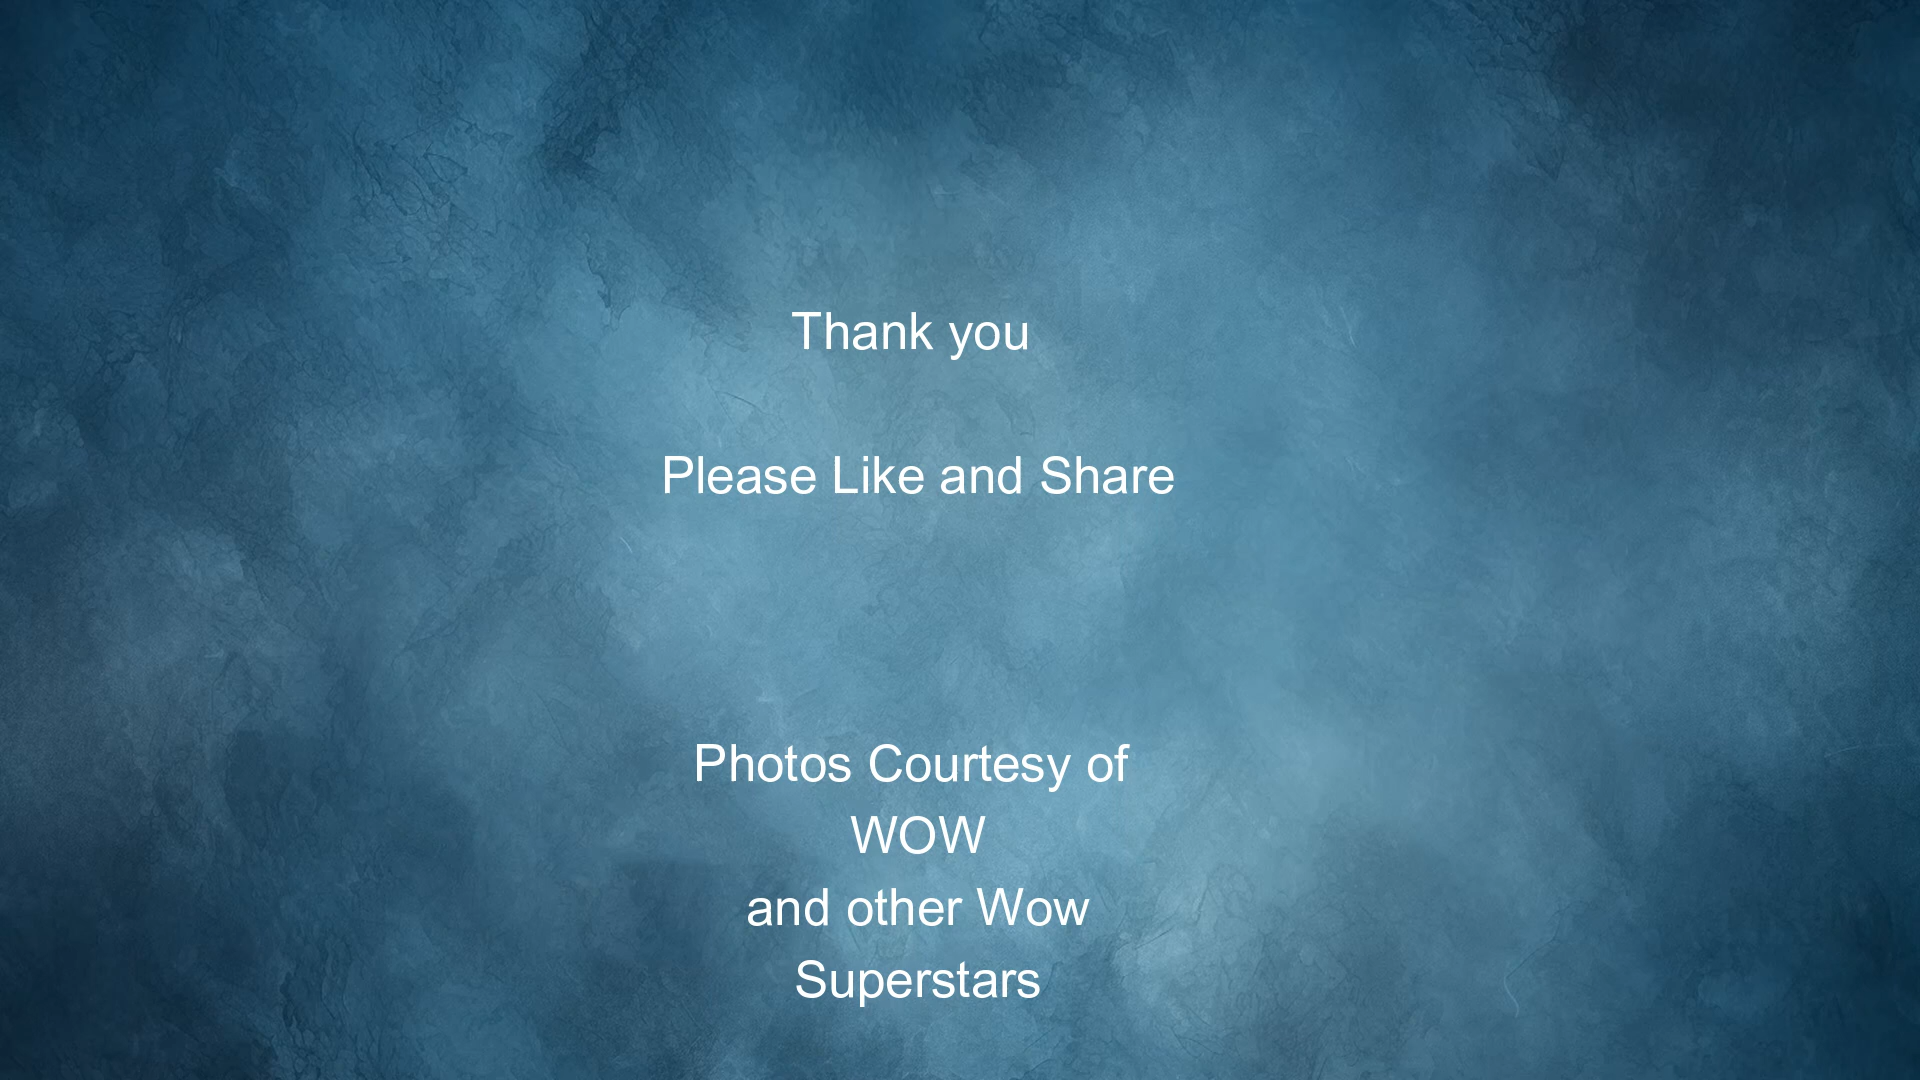 Thank you
Please Like and Share
Photos Courtesy of
WOW
and other Wow
Superstars